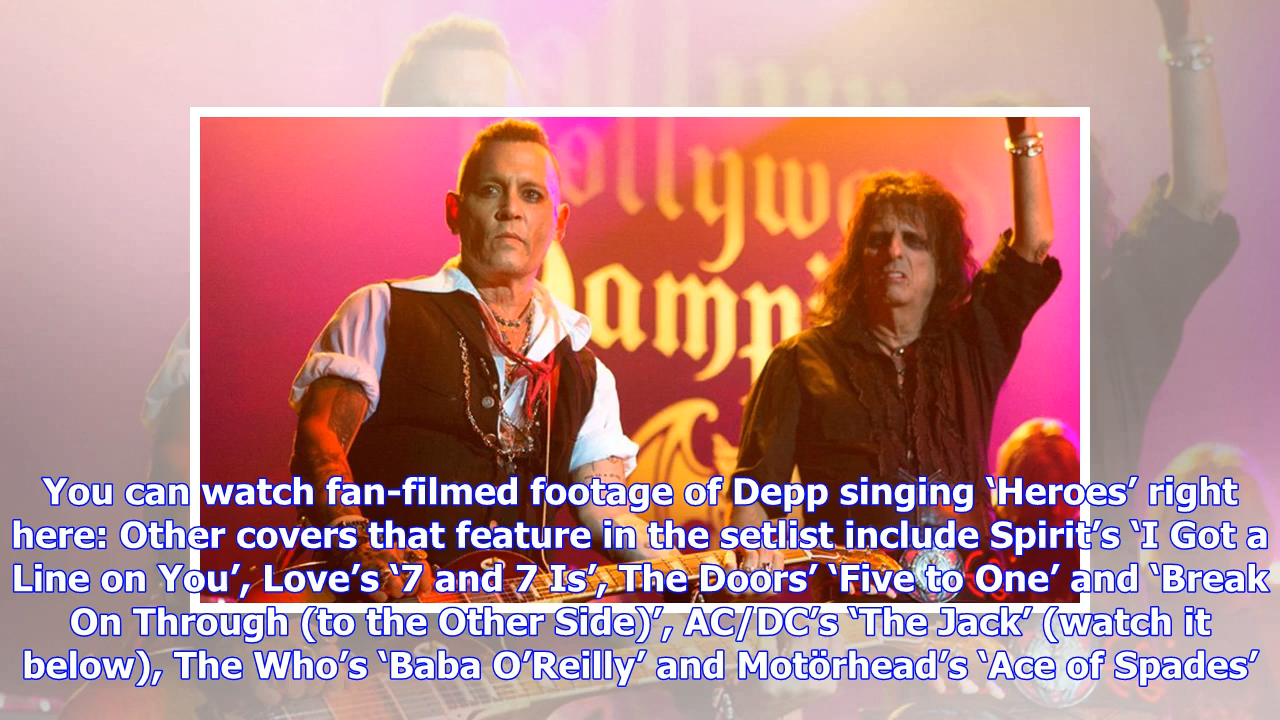 Hollywoo
Vampi
You can watch fan-filmed footage of Depp singing ‘Heroes’ right
here: Other covers that feature in the setlist include Spirit’s ‘I Got a
Line on You’, Love’s ‘7 and 7 Is’, The Doors’ ‘Five to One’ and ‘Break
On Through (to the Other Side)’, AC/DC’s ‘The Jack’ (watch it
below), The Who’s ‘Baba O’Reilly’ and Motörhead’s ‘Ace of Spades’